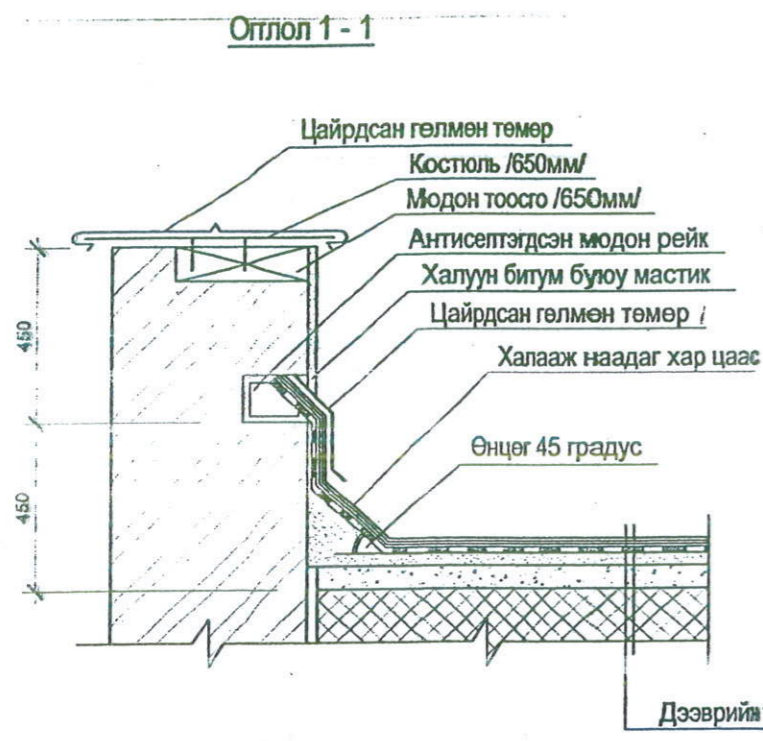 Огтлол 1 - 1
Цайрдсан гөлмөн төмөр
Костюль /650мм/
Модон тоосго /650мм/
Антисептэгдсэн модон рейк
Халуун битум буюу мастик
Цайрдсан гөлмөн төмөр /
Халааж наадаг хар цаас
Өнцөг 45 градус
450
450
Дээврийн